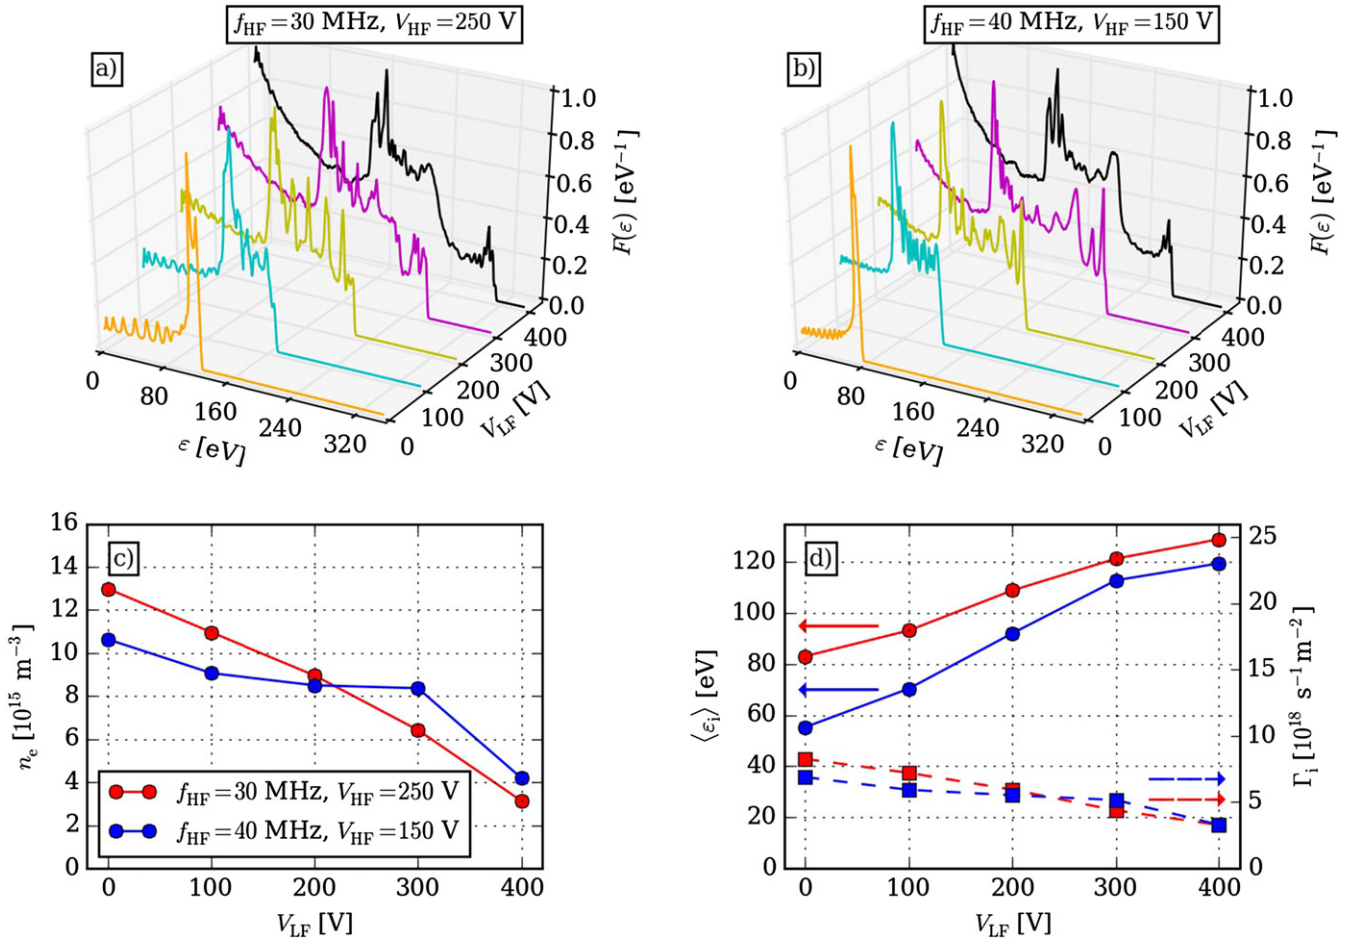 f_HF=30 MHz, V_HF=250 V
a)
1.0
0.8
0.6
0.4
0.2
0.0
F(ε) [eV⁻¹]
0
80
160
240
320
ε [eV]
0
100
200
300
400
V_LF [V]
f_HF=40 MHz, V_HF=150 V
b)
1.0
0.8
0.6
0.4
0.2
0.0
F(ε) [eV⁻¹]
0
80
160
240
320
ε [eV]
0
100
200
300
400
V_LF [V]
c)
16
14
12
10
8
6
4
2
0
n_e [10¹⁵ m⁻³]
f_HF=30 MHz, V_HF=250 V
f_HF=40 MHz, V_HF=150 V
0 100 200 300 400
V_LF [V]
d)
120
100
80
60
40
20
0
⟨ε_i⟩ [eV]
25
20
15
10
5
0
Γ_i [10¹⁸ s⁻¹m⁻²]
0 100 200 300 400
V_LF [V]